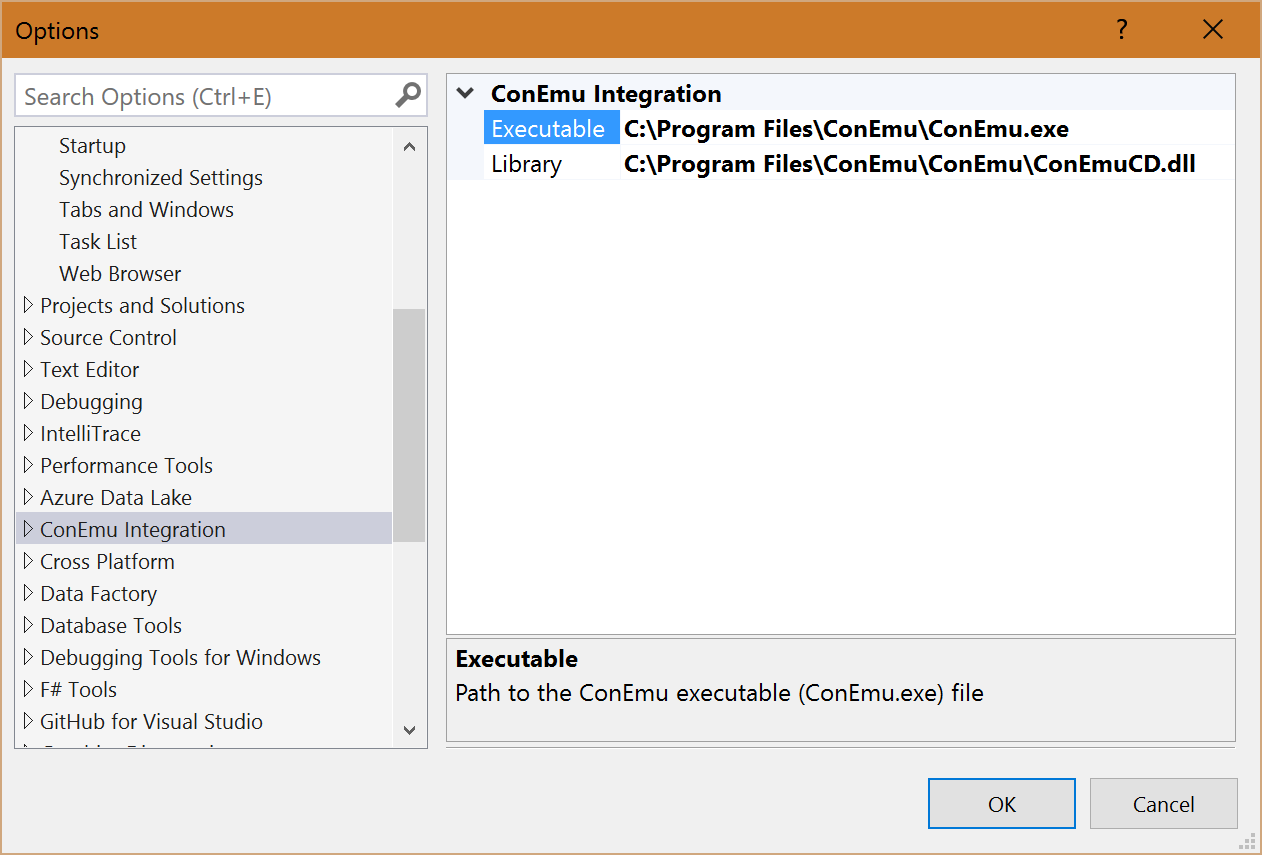 Options
?
Search Options (Ctrl+E)
Startup
Synchronized Settings
Tabs and Windows
Task List
Web Browser
Projects and Solutions
Source Control
Text Editor
Debugging
IntelliTrace
Performance Tools
Azure Data Lake
ConEmu Integration
Cross Platform
Data Factory
Database Tools
Debugging Tools for Windows
F# Tools
GitHub for Visual Studio
ConEmu Integration
Executable C:\Program Files\ConEmu\ConEmu.exe
Library C:\Program Files\ConEmu\ConEmu\ConEmuCD.dll
Executable
Path to the ConEmu executable (ConEmu.exe) file
OK
Cancel